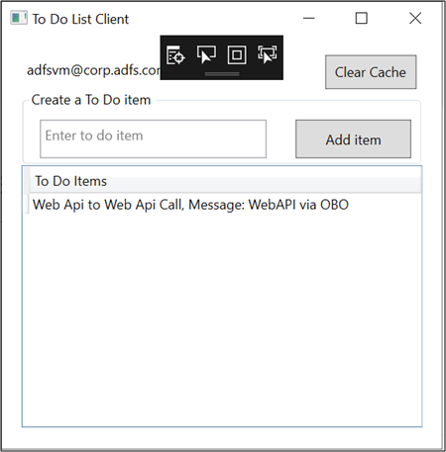 To Do List Client
adfsvm@corp.adfs.cor
Clear Cache
Create a To Do item
Enter to do item
Add item
To Do Items
Web Api to Web Api Call, Message: WebAPI via OBO